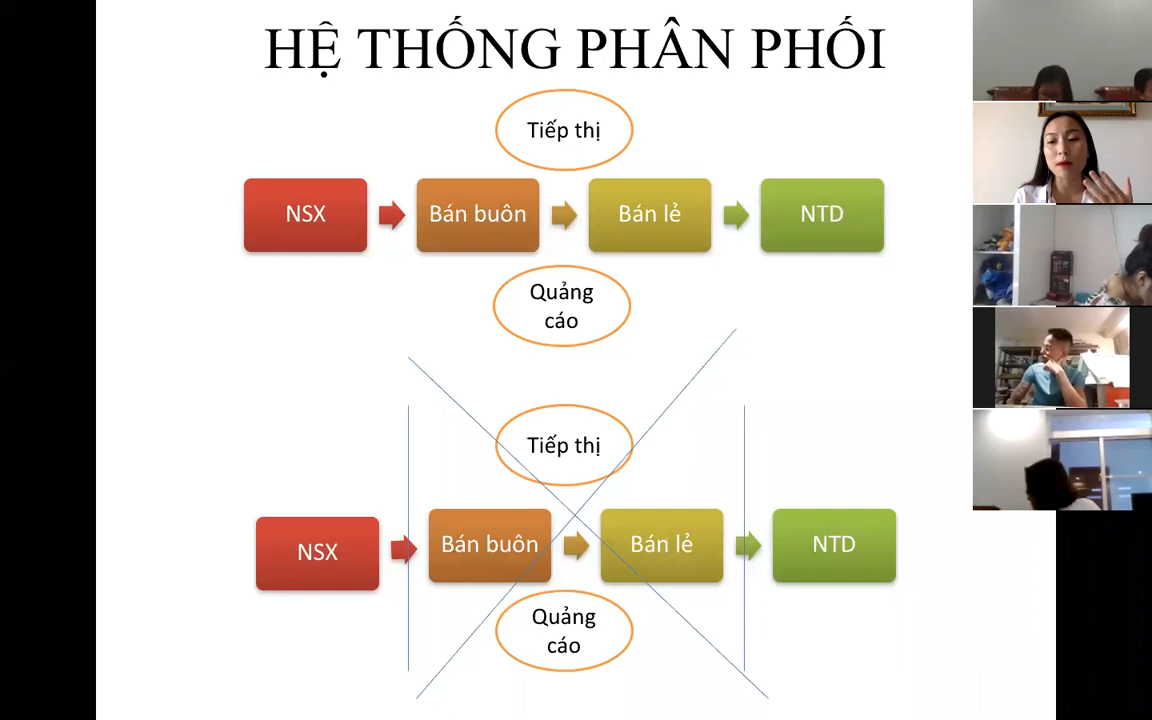 HỆ THỐNG PHÂN PHỐI
Tiếp thị
NSX
Bán buôn
Bán lẻ
NTD
Quảng
cáo
Tiếp thị
NSX
Bán buôn
Bán lẻ
NTD
Quảng
cáo